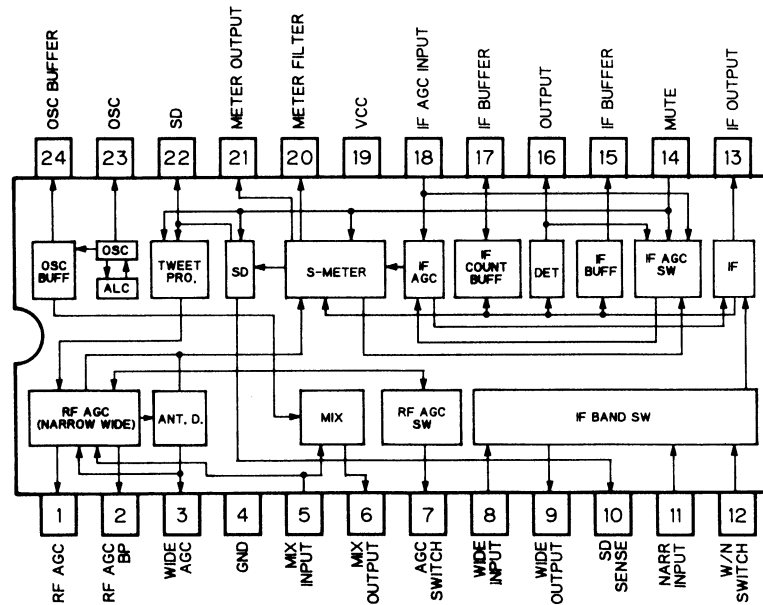 OSC BUFFER
OSC
SD
METER OUTPUT
METER FILTER
VCC
IF AGC INPUT
IF BUFFER
OUTPUT
IF BUFFER
MUTE
IF OUTPUT
24
23
22
21
20
19
18
17
16
15
14
13
OSC
BUFF
OSC
ALC
TWEET
PRO.
SD
S-METER
IF
AGC
IF
COUNT
BUFF
DET
IF
BUFF
IF AGC
SW
IF
RF AGC
(NARROW WIDE)
ANT. D.
MIX
RF AGC
SW
IF BAND SW
1
2
3
4
5
6
7
8
9
10
11
12
RF AGC
RF AGC
BP
WIDE
AGC
GND
MIX
INPUT
MIX
OUTPUT
AGC
SWITCH
WIDE
INPUT
WIDE
OUTPUT
SD
SENSE
NARR
INPUT
W/N
SWITCH